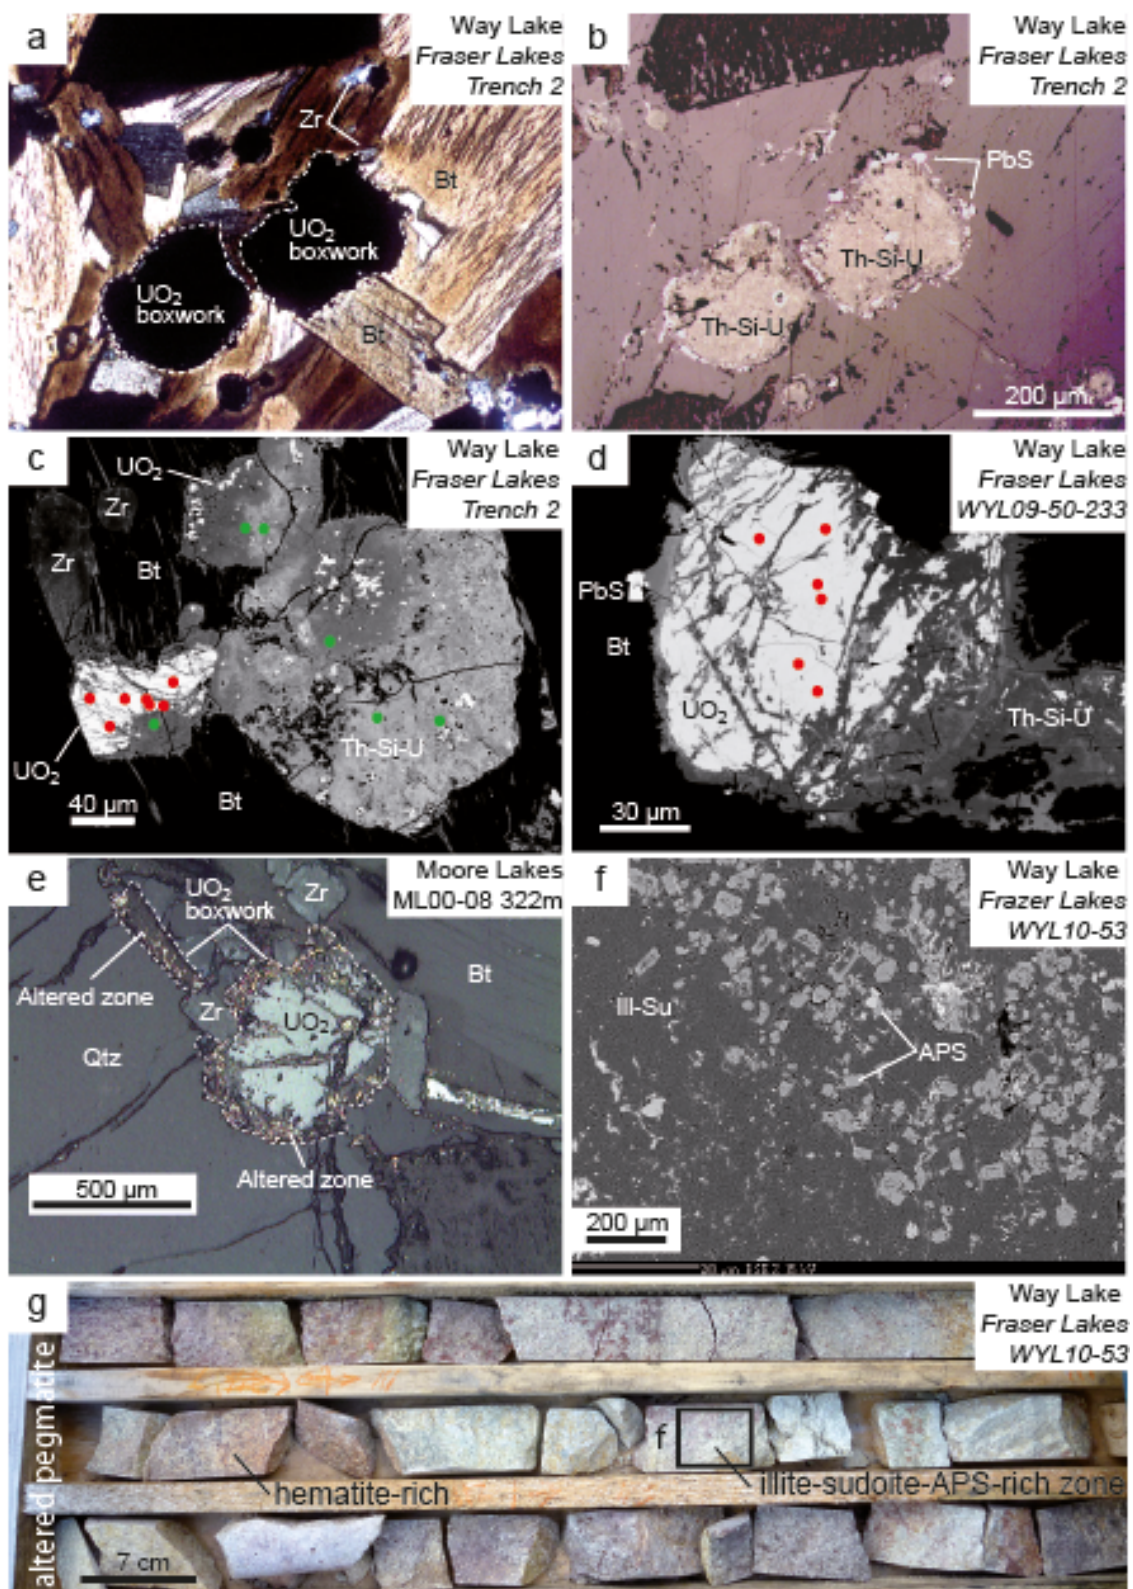 a
Way Lake
Fraser Lakes
Trench 2
Zr
Bt
UO2
boxwork
UO2
boxwork
Bt
b
Way Lake
Fraser Lakes
Trench 2
PbS
Th-Si-U
Th-Si-U
200 µm
c
Way Lake
Fraser Lakes
Trench 2
UO2
Zr
Zr
Bt
Th-Si-U
UO2
Bt
40 µm
d
Way Lake
Fraser Lakes
WYL09-50-233
PbS
Bt
UO2
Th-Si-U
30 µm
e
Moore Lakes
ML00-08 322m
UO2
boxwork
Zr
Altered zone
Zr
UO2
Bt
Qtz
Altered zone
500 µm
f
Way Lake
Frazer Lakes
WYL10-53
Ill-Su
APS
200 µm
g
Way Lake
Fraser Lakes
WYL10-53
altered pegmatite
f
hematite-rich
illite-sudoite-APS-rich zone
7 cm